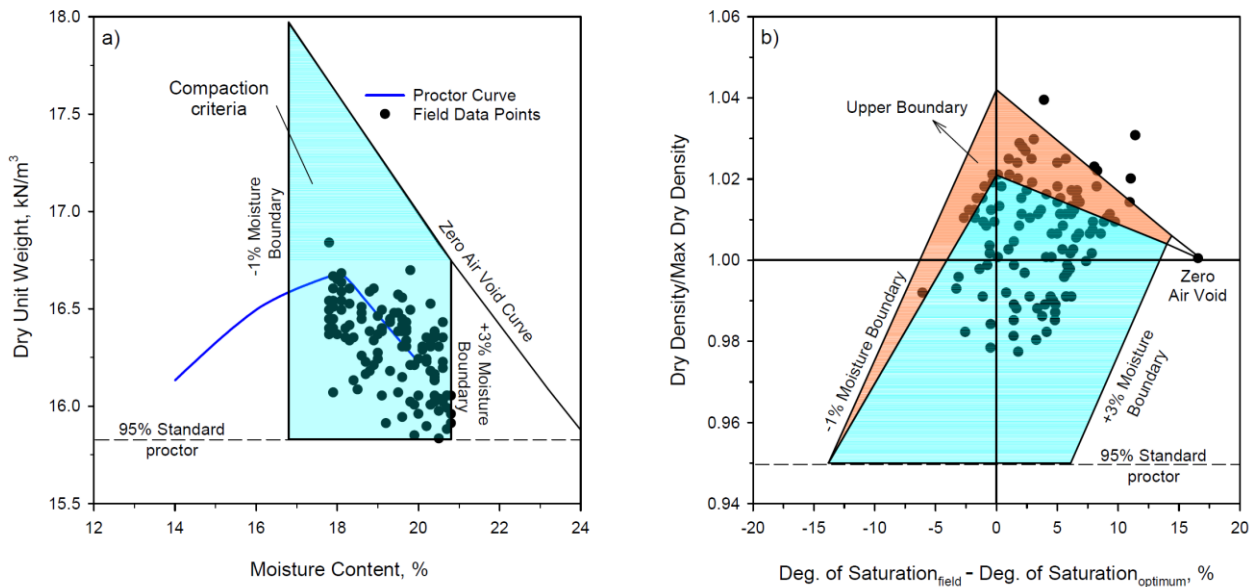 a)
18.0
17.5
17.0
16.5
16.0
15.5
12
14
16
18
20
22
24
Dry Unit Weight, kN/m³
Moisture Content, %
Compaction
criteria
Proctor Curve
Field Data Points
-1% Moisture
Boundary
Zero Air Void Curve
+3% Moisture
Boundary
95% Standard
proctor
b)
1.06
1.04
1.02
1.00
0.98
0.96
0.94
-20
-15
-10
-5
0
5
10
15
20
Dry Density/Max Dry Density
Deg. of Saturation_field - Deg. of Saturation_optimum, %
Upper Boundary
-1% Moisture Boundary
Zero
Air Void
+3% Moisture
Boundary
95% Standard
proctor